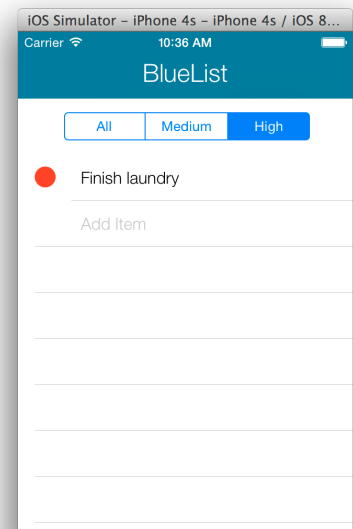 iOS Simulator – iPhone 4s – iPhone 4s / iOS 8...
Carrier 10:36 AM
BlueList
All Medium High
Finish laundry
Add Item